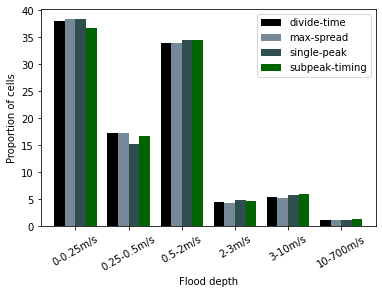 40
35
30
25
20
15
10
5
0
Proportion of cells
divide-time
max-spread
single-peak
subpeak-timing
0-0.25m/s
0.25-0.5m/s
0.5-2m/s
2-3m/s
3-10m/s
10-700m/s
Flood depth